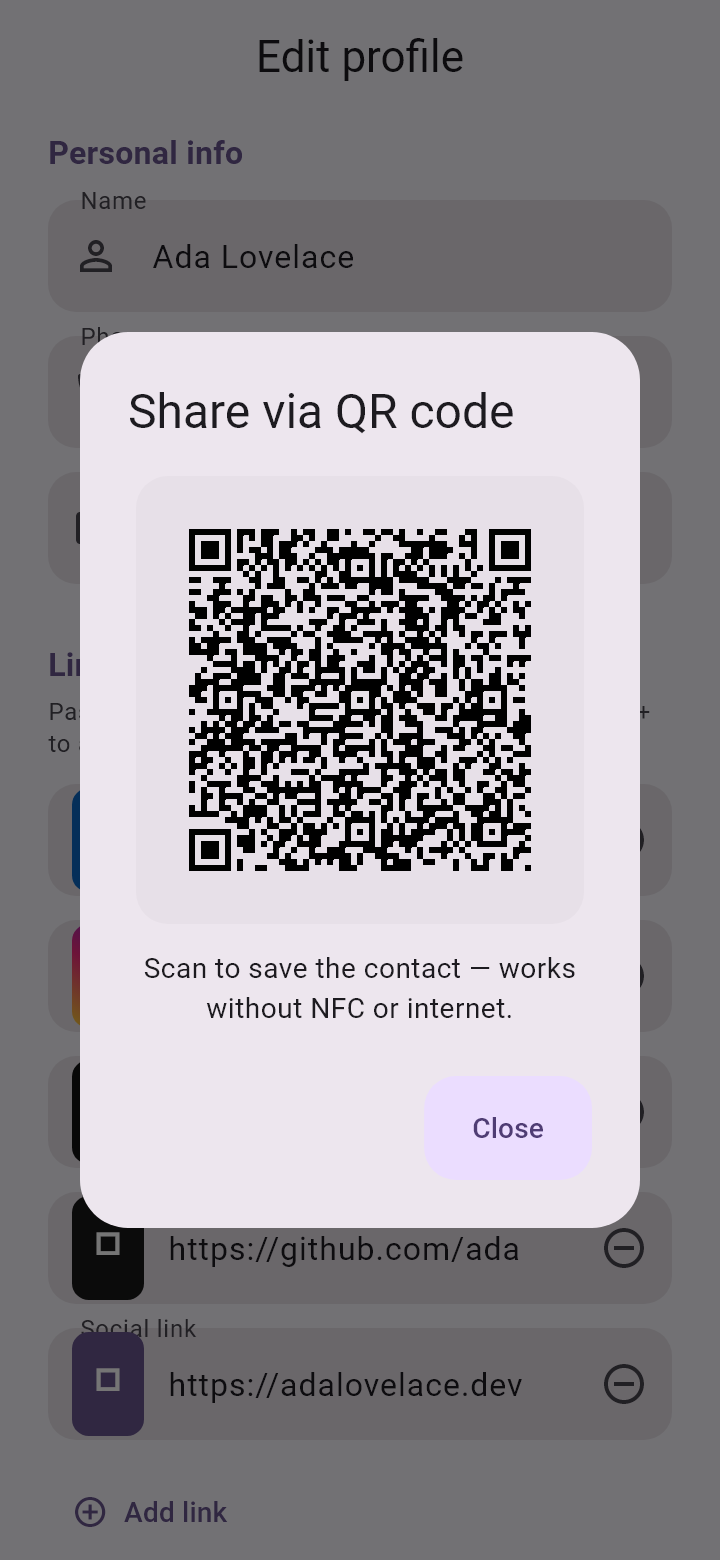 Edit profile
Personal info
Name
Ada Lovelace
Share via QR code
+
to
Scan to save the contact — works
without NFC or internet.
Close
https://github.com/ada
Social link
https://adalovelace.dev
Add link